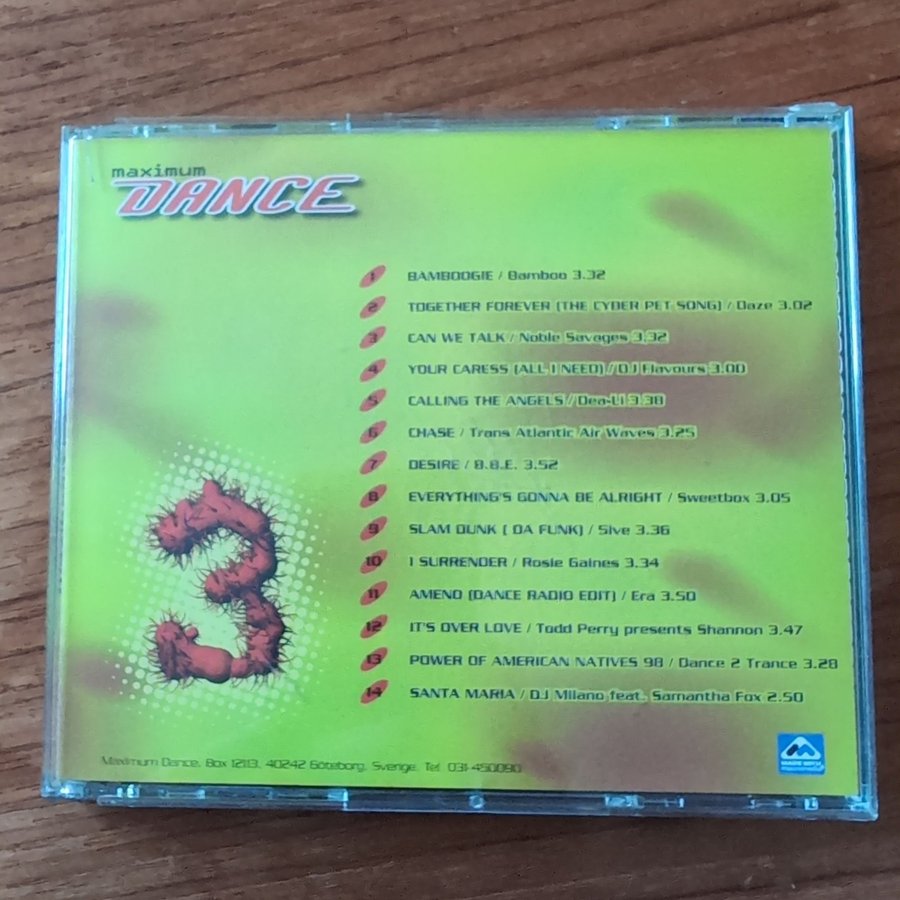 maximum
DANCE
1 BAMBOOGIE / Bamboo 3.32
2 TOGETHER FOREVER (THE CYBER PET SONG) / Daze 3.02
3 CAN WE TALK / Noble Savages 3.32
4 YOUR CARESS (ALL I NEED) / DJ Flavours 3.00
5 CALLING THE ANGELS / Dea-Li 3.38
6 CHASE / Trans Atlantic Air Waves 3.25
7 DESIRE / B.B.E. 3.52
8 EVERYTHING'S GONNA BE ALRIGHT / Sweetbox 3.05
9 SLAM DUNK ( DA FUNK) / 5ive 3.36
10 I SURRENDER / Rosie Gaines 3.34
11 AMENO (DANCE RADIO EDIT) / Era 3.50
12 IT'S OVER LOVE / Todd Perry presents Shannon 3.47
13 POWER OF AMERICAN NATIVES 98 / Dance 2 Trance 3.28
14 SANTA MARIA / DJ Milano feat. Samantha Fox 2.50
3
Maximum Dance, Box 12113, 40242 Göteborg, Sverige. Tel. 031-450090